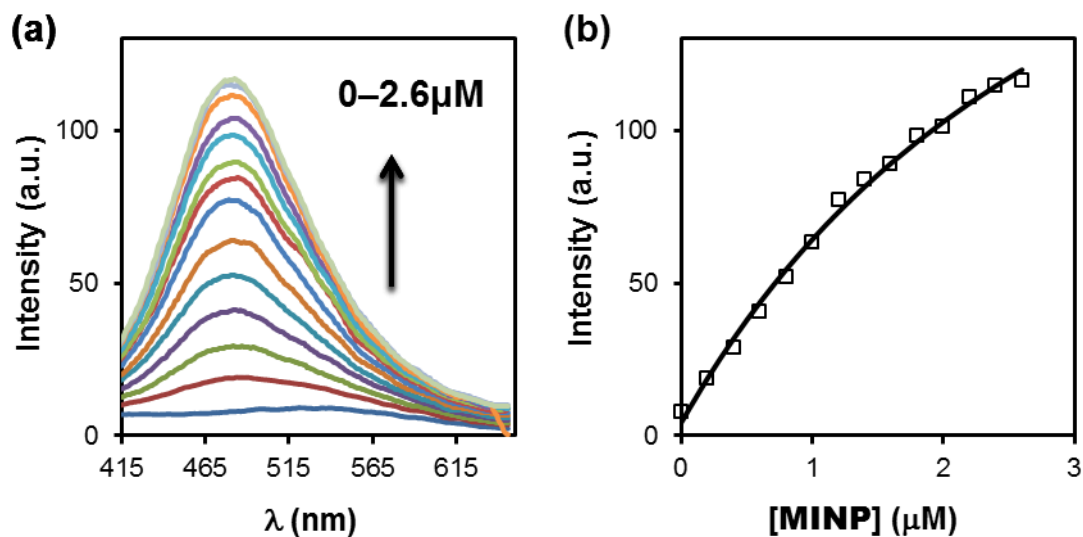 (a)
0–2.6μM
Intensity (a.u.)
100
50
0
415 465 515 565 615
λ (nm)
(b)
Intensity (a.u.)
100
50
0
0 1 2 3
[MINP] (μM)